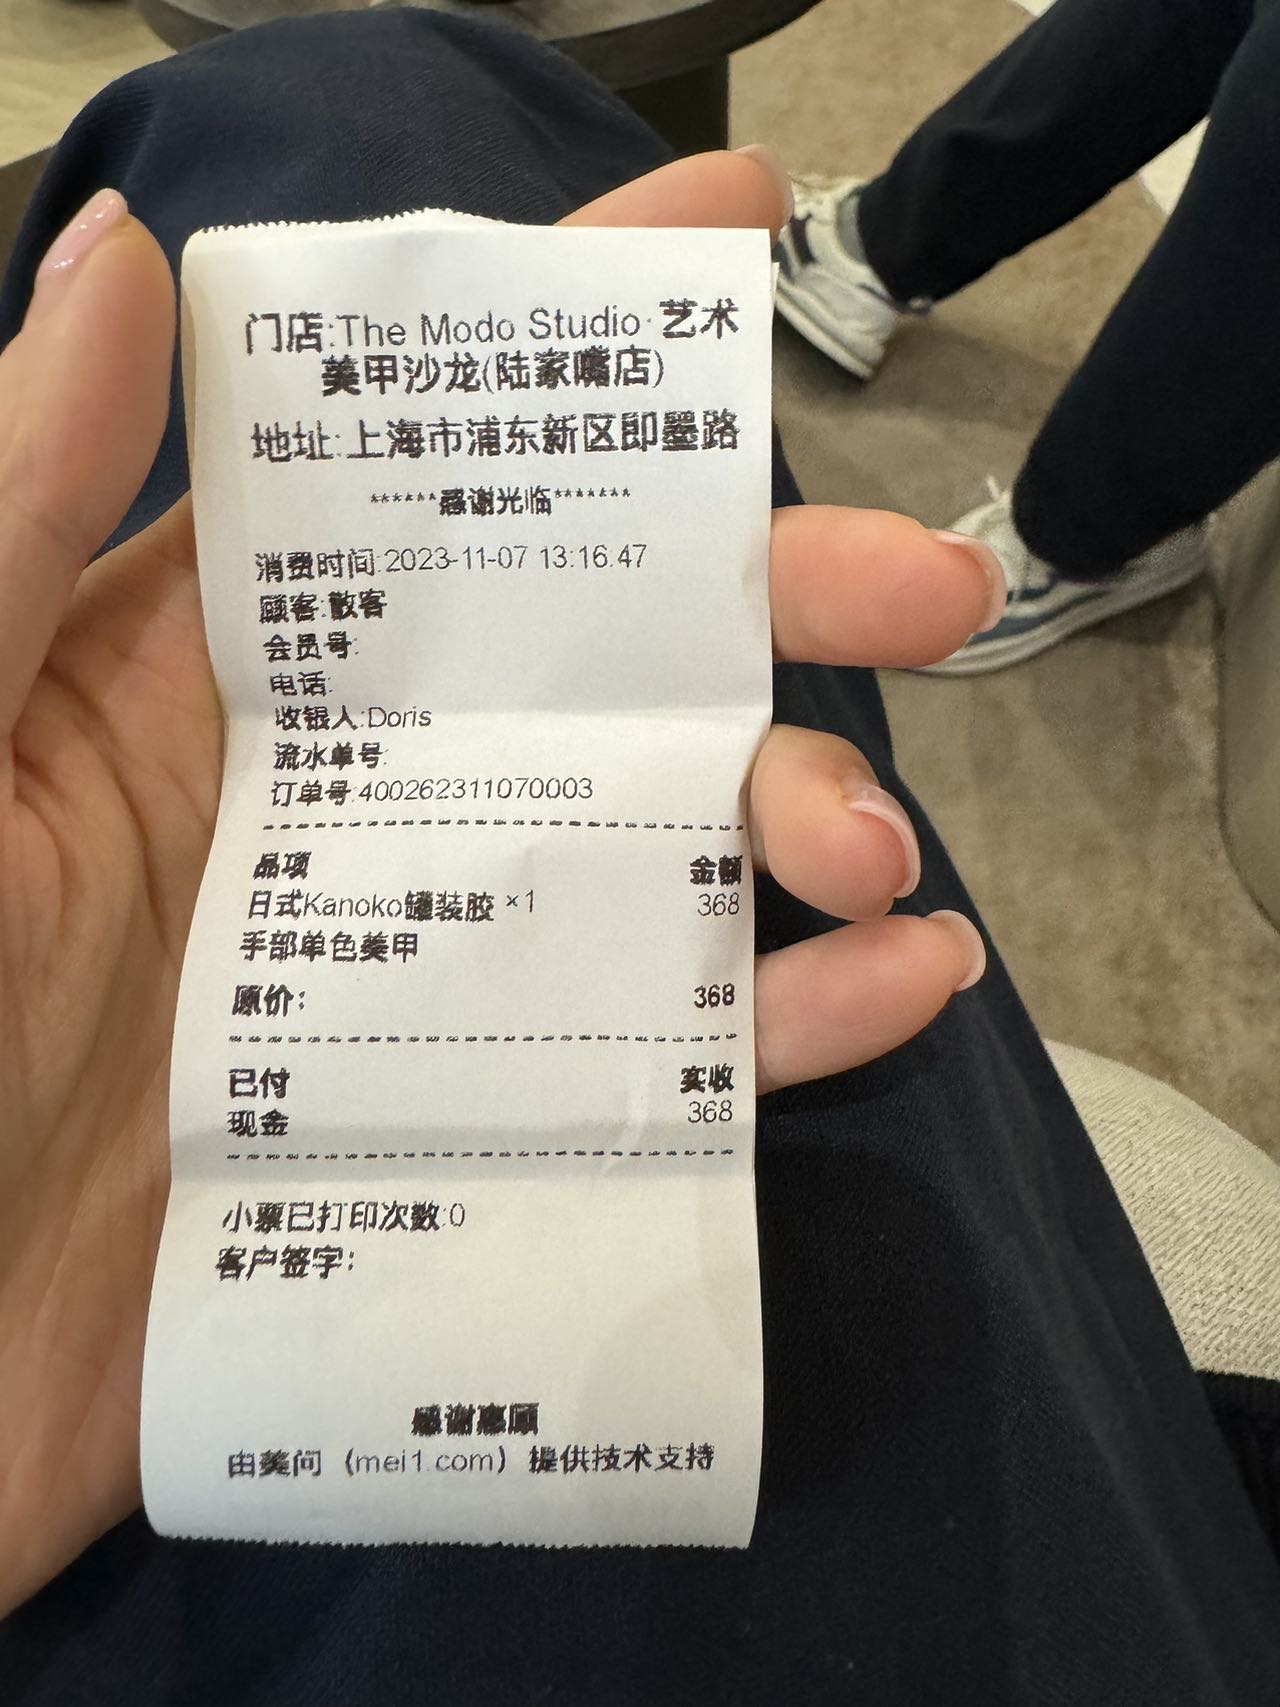 门店:The Modo Studio·艺术
美甲沙龙(陆家嘴店)
地址:上海市浦东新区即墨路
******感谢光临*******
消费时间:2023-11-07 13:16:47
顾客:散客
会员号:
电话:
收银人:Doris
流水单号:
订单号:400262311070003
品项 金额
日式Kanoko罐装胶 ×1 368
手部单色美甲
原价: 368
已付 实收
现金 368
小票已打印次数:0
客户签字:
感谢惠顾
由美问（mei1.com）提供技术支持